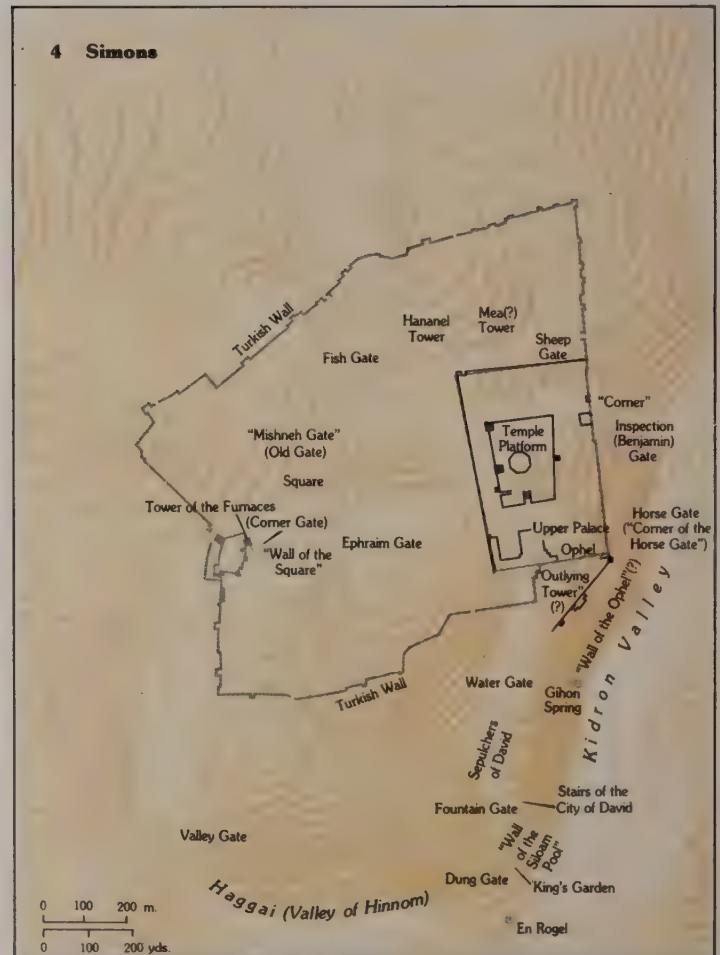 4 Simons
Turkish Wall
Hananel
Tower
Mea(?)
Tower
Fish Gate
Sheep
Gate
"Corner"
"Mishneh Gate"
(Old Gate)
Temple
Platform
Inspection
(Benjamin)
Gate
Square
Tower of the Furnaces
(Corner Gate)
"Wall of the
Square"
Ephraim Gate
Upper Palace
Ophel
Horse Gate
("Corner of the
Horse Gate")
"Outlying
Tower"
(?)
"Wall of the Ophel"(?)
Kidron Valley
Turkish Wall
Water Gate
Gihon
Spring
Sepulchers
of David
Stairs of the
City of David
Fountain Gate
Valley Gate
"Wall
of the
Siloam
Pool"
Dung Gate
King's Garden
Haggai (Valley of Hinnom)
En Rogel
0 100 200 m.
0 100 200 yds.